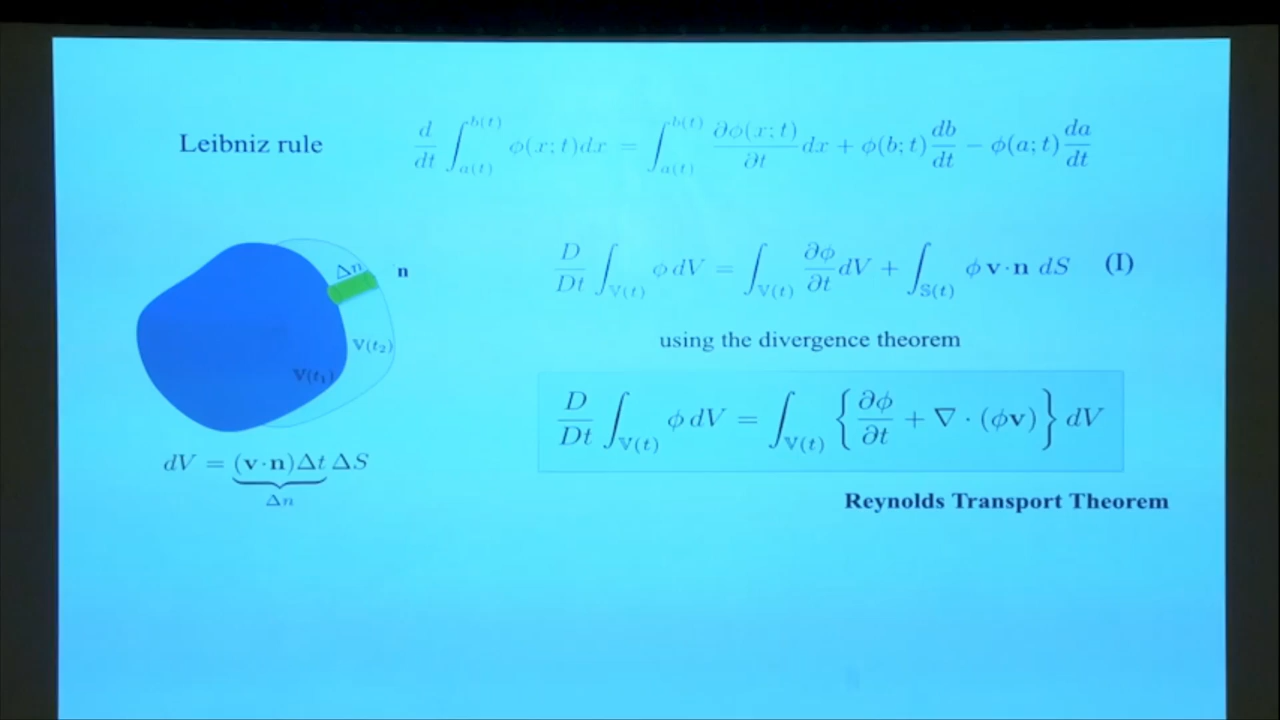 Leibniz rule d/dt ∫_{a(t)}^{b(t)} ϕ(x; t)dx = ∫_{a(t)}^{b(t)} ∂ϕ(x; t)/∂t dx + ϕ(b; t) db/dt − ϕ(a; t) da/dt
Δn n
D/Dt ∫_{𝕍(t)} ϕ dV = ∫_{𝕍(t)} ∂ϕ/∂t dV + ∫_{𝕊(t)} ϕ v·n dS (I)
using the divergence theorem
𝕍(t₂)
𝕍(t₁)
D/Dt ∫_{𝕍(t)} ϕ dV = ∫_{𝕍(t)} {∂ϕ/∂t + ∇ · (ϕv)} dV
dV = (v·n)Δt ΔS
Δn
Reynolds Transport Theorem